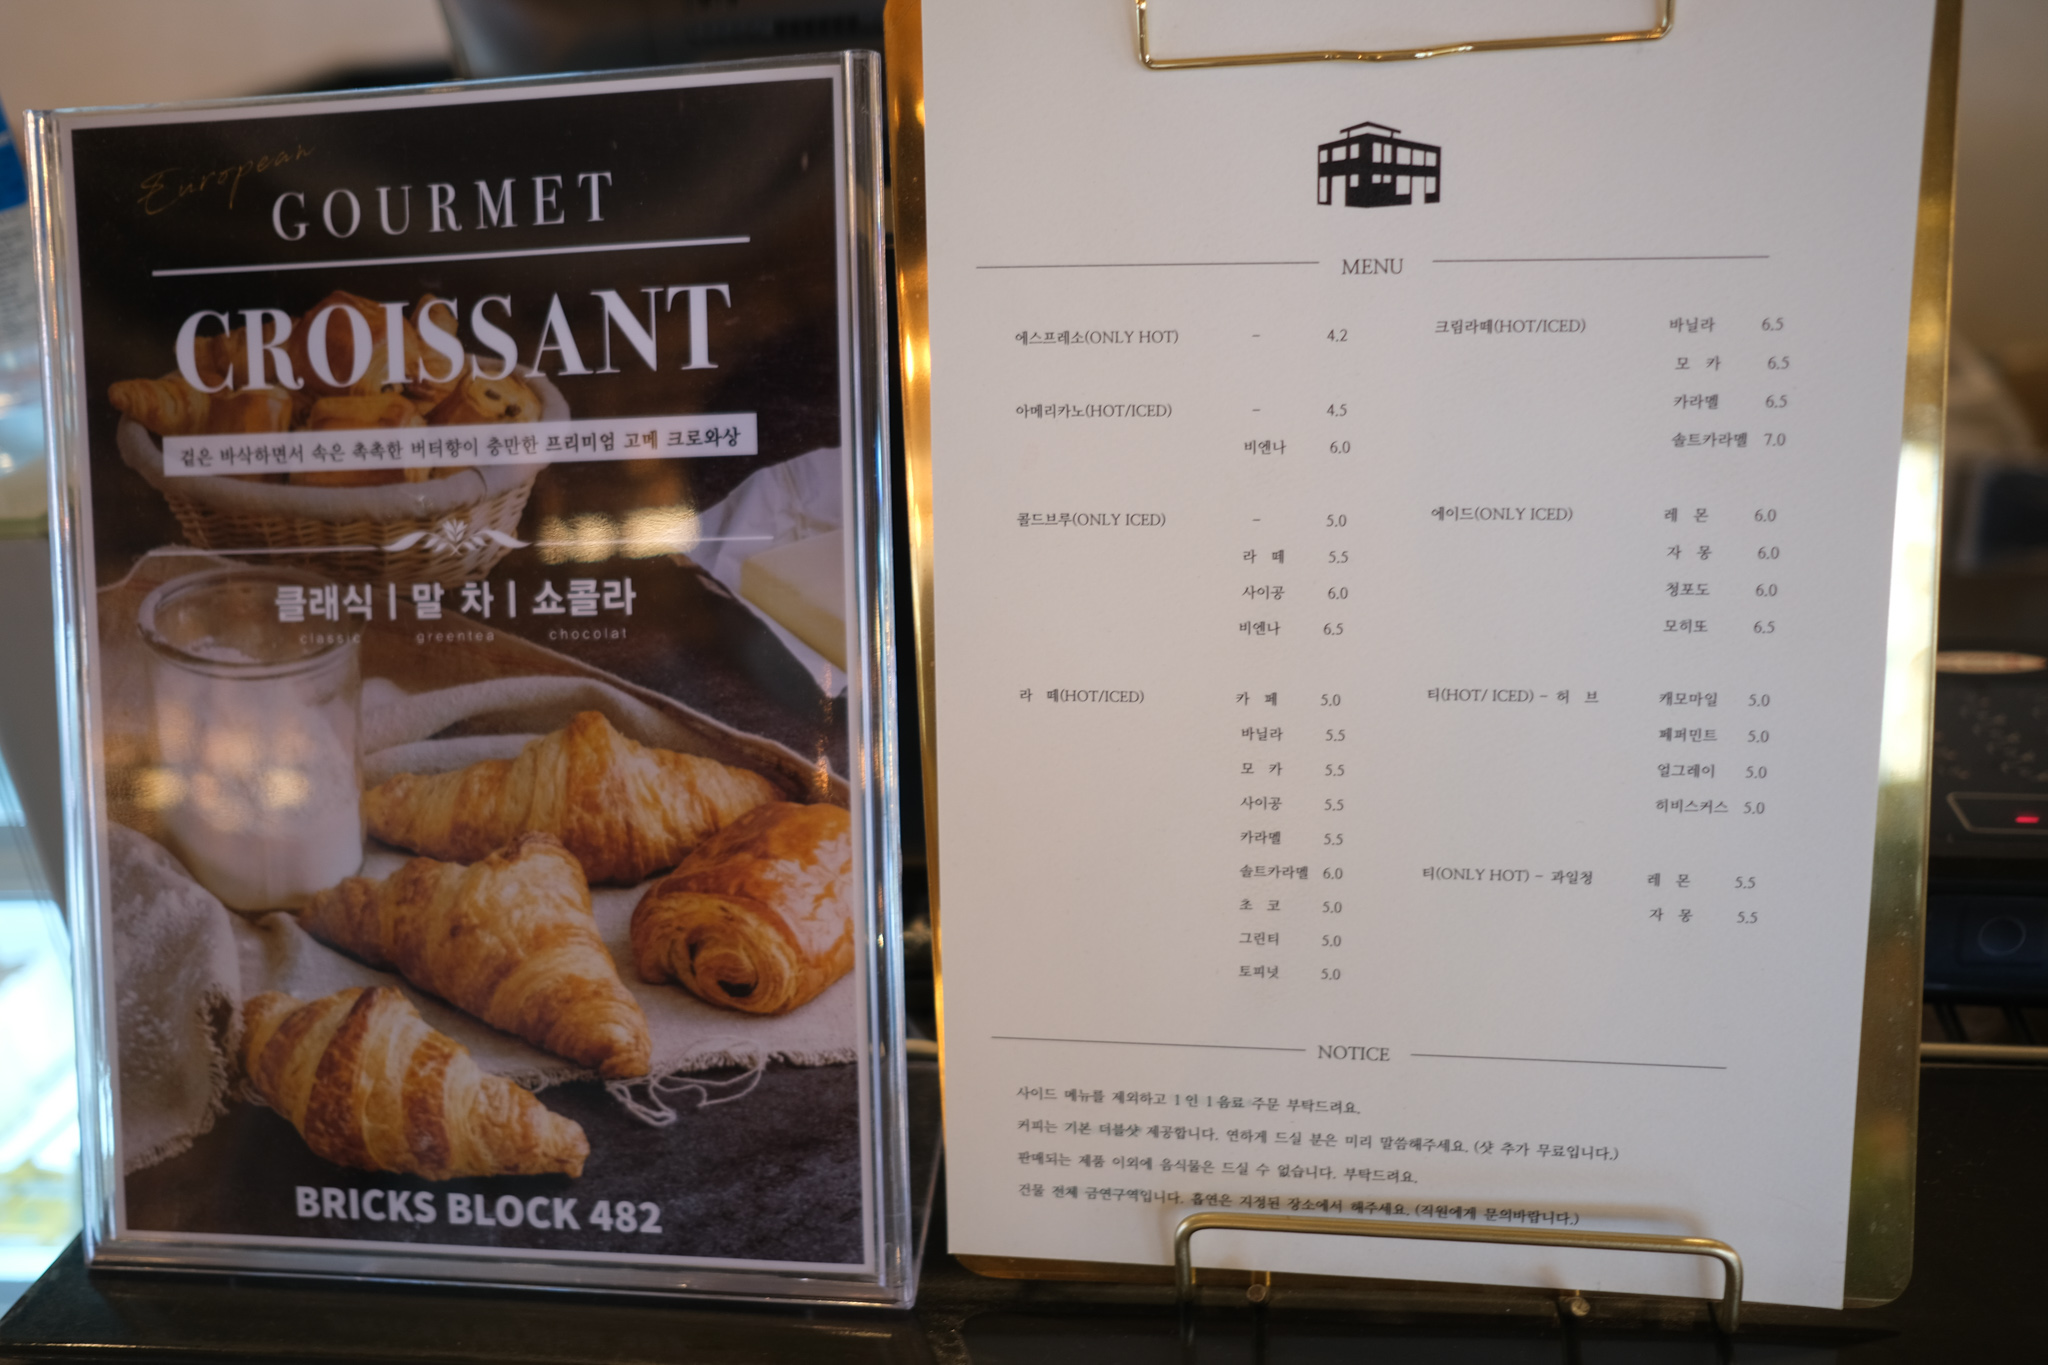 European
GOURMET
CROISSANT
겉은 바삭하면서 속은 촉촉한 버터향이 충만한 프리미엄 고메 크로와상
클래식 | 말 차 | 쇼콜라
classic greentea chocolat
BRICKS BLOCK 482
MENU
에스프레소(ONLY HOT) - 4.2
아메리카노(HOT/ICED) - 4.5
비엔나 6.0
콜드브루(ONLY ICED) - 5.0
라 떼 5.5
사이공 6.0
비엔나 6.5
라 떼(HOT/ICED) 카 페 5.0
바닐라 5.5
모 카 5.5
사이공 5.5
카라멜 5.5
솔트카라멜 6.0
초 코 5.0
그린티 5.0
토피넛 5.0
크림라떼(HOT/ICED) 바닐라 6.5
모 카 6.5
카라멜 6.5
솔트카라멜 7.0
에이드(ONLY ICED) 레 몬 6.0
자 몽 6.0
청포도 6.0
모히또 6.5
티(HOT/ ICED) - 허 브 캐모마일 5.0
페퍼민트 5.0
얼그레이 5.0
히비스커스 5.0
티(ONLY HOT) - 과일청 레 몬 5.5
자 몽 5.5
NOTICE
사이드 메뉴를 제외하고 1인 1음료 주문 부탁드려요.
커피는 기본 더블샷 제공합니다. 연하게 드실 분은 미리 말씀해주세요. (샷 추가 무료입니다.)
판매되는 제품 이외에 음식물은 드실 수 없습니다. 부탁드려요.
건물 전체 금연구역입니다. 흡연은 지정된 장소에서 해주세요. (직원에게 문의바랍니다.)